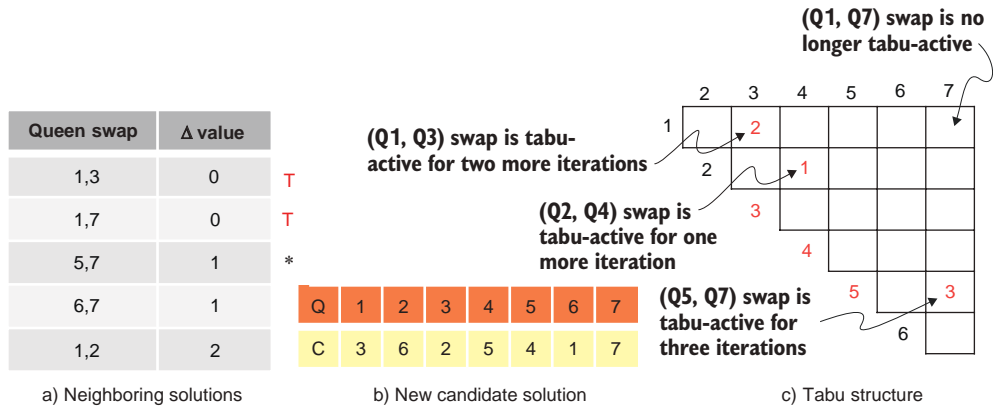 (Q1, Q7) swap is no
longer tabu-active
2 3 4 5 6 7
Queen swap Δ value
1 2
(Q1, Q3) swap is tabu-
active for two more iterations
1,3 0 T
2 1
1,7 0 T
(Q2, Q4) swap is
tabu-active for one
more iteration
3
5,7 1 *
4
6,7 1
Q 1 2 3 4 5 6 7
(Q5, Q7) swap is
tabu-active for
three iterations
5 3
1,2 2
C 3 6 2 5 4 1 7
6
a) Neighboring solutions
b) New candidate solution
c) Tabu structure